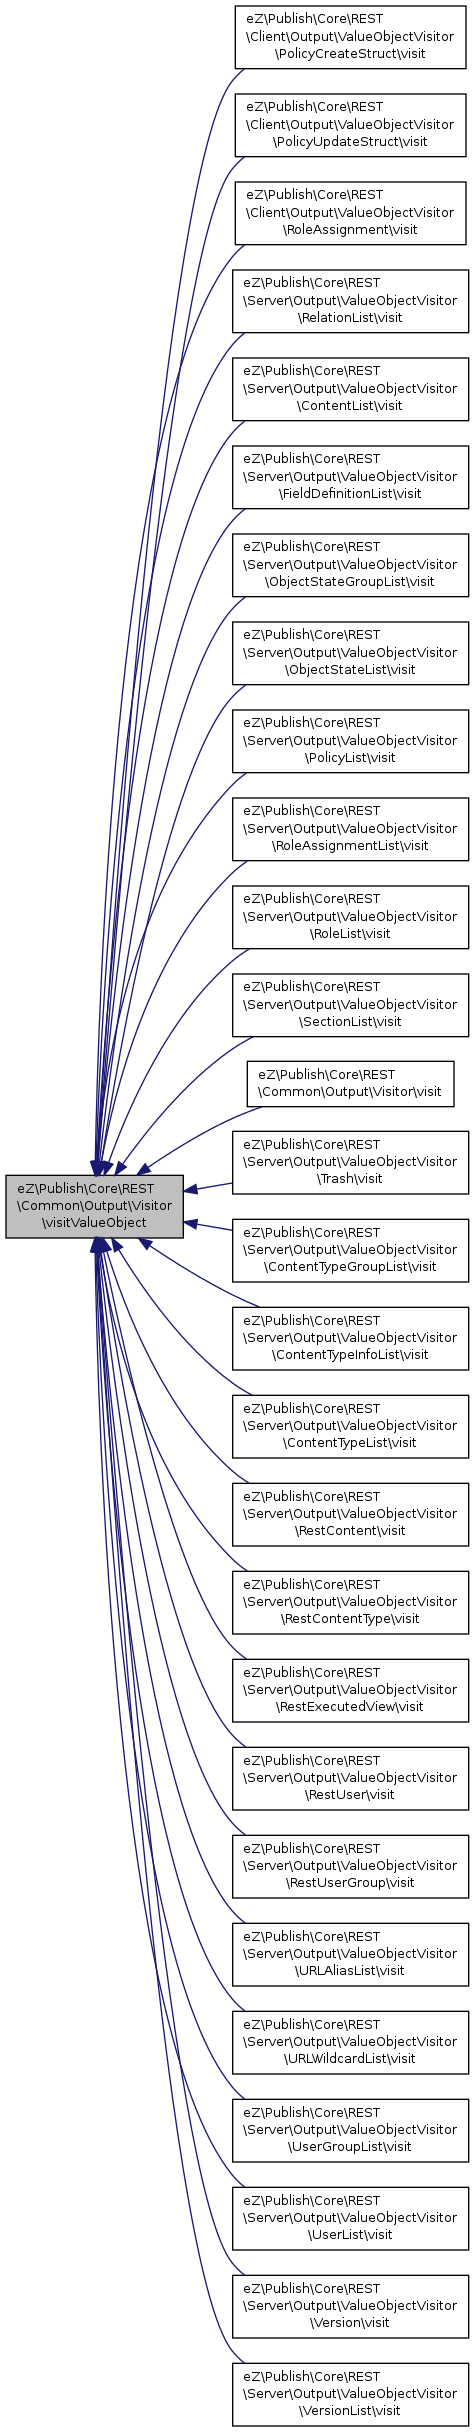 eZ\Publish\Core\REST
\Client\Output\ValueObjectVisitor
\PolicyCreateStruct\visit
eZ\Publish\Core\REST
\Client\Output\ValueObjectVisitor
\PolicyUpdateStruct\visit
eZ\Publish\Core\REST
\Client\Output\ValueObjectVisitor
\RoleAssignment\visit
eZ\Publish\Core\REST
\Server\Output\ValueObjectVisitor
\RelationList\visit
eZ\Publish\Core\REST
\Server\Output\ValueObjectVisitor
\ContentList\visit
eZ\Publish\Core\REST
\Server\Output\ValueObjectVisitor
\FieldDefinitionList\visit
eZ\Publish\Core\REST
\Server\Output\ValueObjectVisitor
\ObjectStateGroupList\visit
eZ\Publish\Core\REST
\Server\Output\ValueObjectVisitor
\ObjectStateList\visit
eZ\Publish\Core\REST
\Server\Output\ValueObjectVisitor
\PolicyList\visit
eZ\Publish\Core\REST
\Server\Output\ValueObjectVisitor
\RoleAssignmentList\visit
eZ\Publish\Core\REST
\Server\Output\ValueObjectVisitor
\RoleList\visit
eZ\Publish\Core\REST
\Server\Output\ValueObjectVisitor
\SectionList\visit
eZ\Publish\Core\REST
\Common\Output\Visitor\visit
eZ\Publish\Core\REST
\Server\Output\ValueObjectVisitor
\Trash\visit
eZ\Publish\Core\REST
\Common\Output\Visitor
\visitValueObject
eZ\Publish\Core\REST
\Server\Output\ValueObjectVisitor
\ContentTypeGroupList\visit
eZ\Publish\Core\REST
\Server\Output\ValueObjectVisitor
\ContentTypeInfoList\visit
eZ\Publish\Core\REST
\Server\Output\ValueObjectVisitor
\ContentTypeList\visit
eZ\Publish\Core\REST
\Server\Output\ValueObjectVisitor
\RestContent\visit
eZ\Publish\Core\REST
\Server\Output\ValueObjectVisitor
\RestContentType\visit
eZ\Publish\Core\REST
\Server\Output\ValueObjectVisitor
\RestExecutedView\visit
eZ\Publish\Core\REST
\Server\Output\ValueObjectVisitor
\RestUser\visit
eZ\Publish\Core\REST
\Server\Output\ValueObjectVisitor
\RestUserGroup\visit
eZ\Publish\Core\REST
\Server\Output\ValueObjectVisitor
\URLAliasList\visit
eZ\Publish\Core\REST
\Server\Output\ValueObjectVisitor
\URLWildcardList\visit
eZ\Publish\Core\REST
\Server\Output\ValueObjectVisitor
\UserGroupList\visit
eZ\Publish\Core\REST
\Server\Output\ValueObjectVisitor
\UserList\visit
eZ\Publish\Core\REST
\Server\Output\ValueObjectVisitor
\Version\visit
eZ\Publish\Core\REST
\Server\Output\ValueObjectVisitor
\VersionList\visit